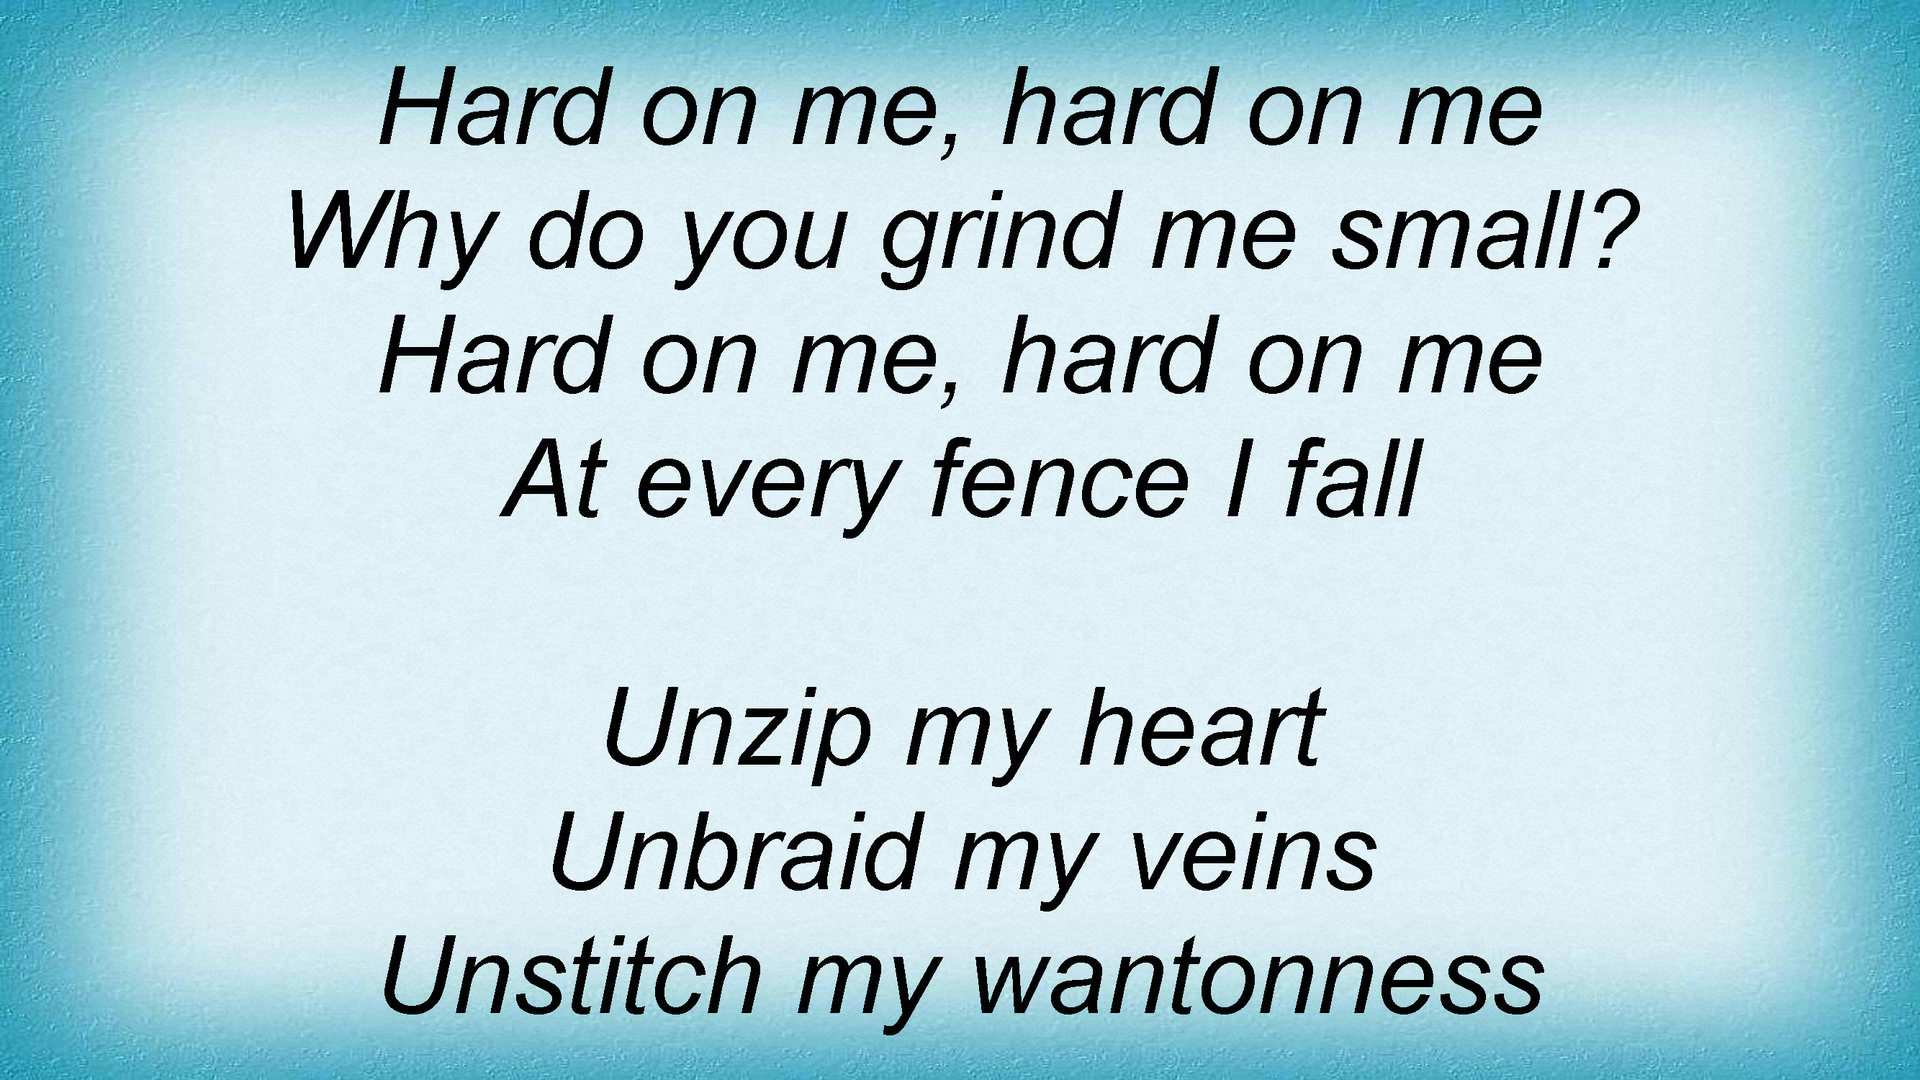 Hard on me, hard on me
Why do you grind me small?
Hard on me, hard on me
At every fence I fall
Unzip my heart
Unbraid my veins
Unstitch my wantonness